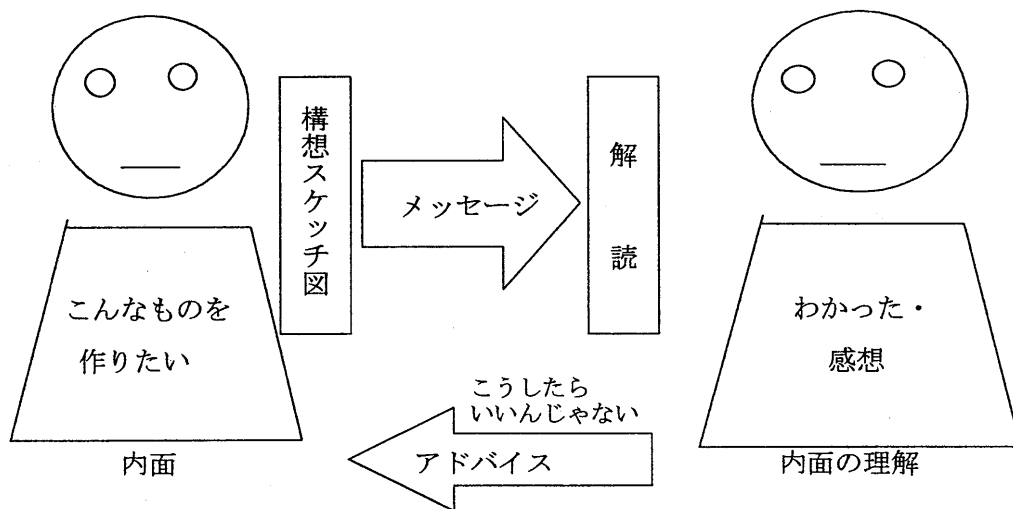 構想スケッチ図
メッセージ
解読
こんなものを
作りたい
わかった・
感想
こうしたら
いいんじゃない
アドバイス
内面
内面の理解